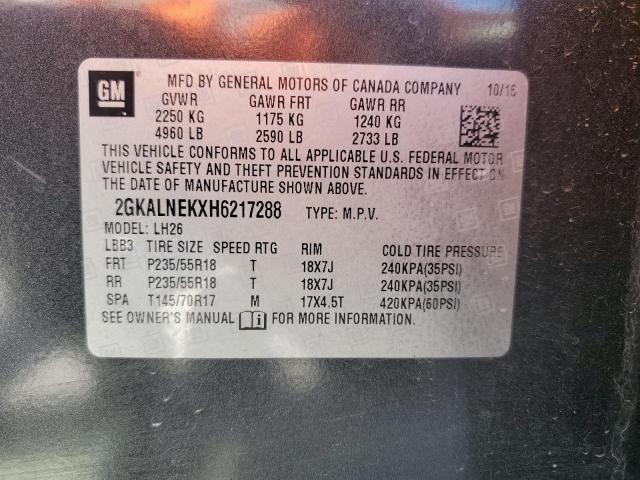 GM
MFD BY GENERAL MOTORS OF CANADA COMPANY 10/16
GVWR GAWR FRT GAWR RR
2250 KG 1175 KG 1240 KG
4960 LB 2590 LB 2733 LB
THIS VEHICLE CONFORMS TO ALL APPLICABLE U.S. FEDERAL MOTOR
VEHICLE SAFETY AND THEFT PREVENTION STANDARDS IN EFFECT ON
THE DATE OF MANUFACTURE SHOWN ABOVE.
2GKALNEKXH6217288 TYPE: M.P.V.
MODEL: LH26
LBB3 TIRE SIZE SPEED RTG RIM COLD TIRE PRESSURE
FRT P235/55R18 T 18X7J 240KPA(35PSI)
RR P235/55R18 T 18X7J 240KPA(35PSI)
SPA T145/70R17 M 17X4.5T 420KPA(60PSI)
SEE OWNER'S MANUAL FOR MORE INFORMATION.